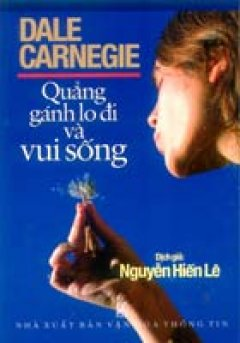 DALE
CARNEGIE
Quảng
gánh lo đi
và
vui sống
Dịch giả
Nguyễn Hiến Lê
NHÀ XUẤT BẢN VĂN HÓA THÔNG TIN